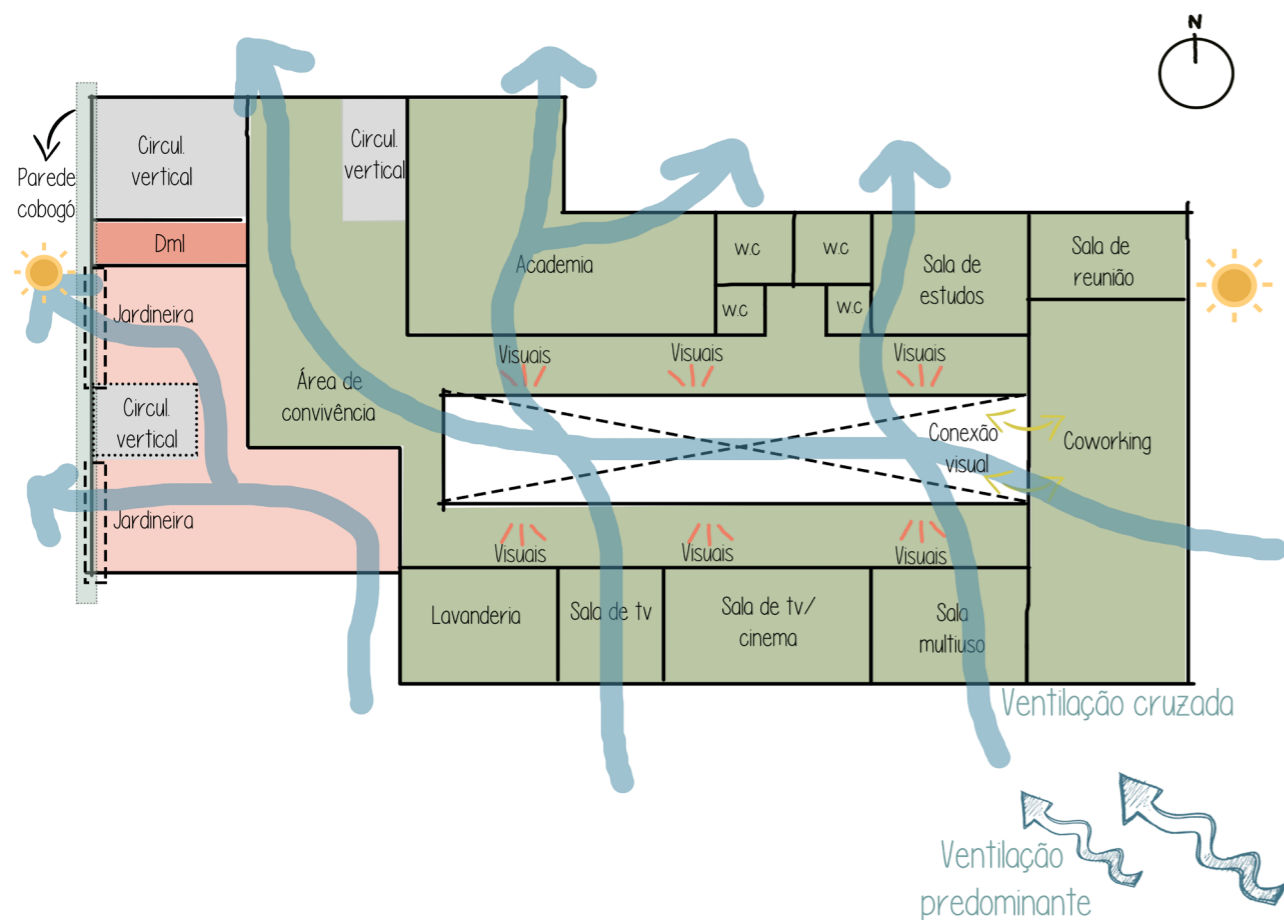 N
Circul.
vertical
Circul.
vertical
Parede
cobogó
Dml
Academia
w.c
w.c
w.c
w.c
Sala de
estudos
Sala de
reunião
Jardineira
Visuais
Visuais
Visuais
Área de
convivência
Circul.
vertical
Conexão
visual
Coworking
Jardineira
Visuais
Visuais
Visuais
Lavanderia
Sala de tv
Sala de tv/
cinema
Sala
multiuso
Ventilação cruzada
Ventilação
predominante